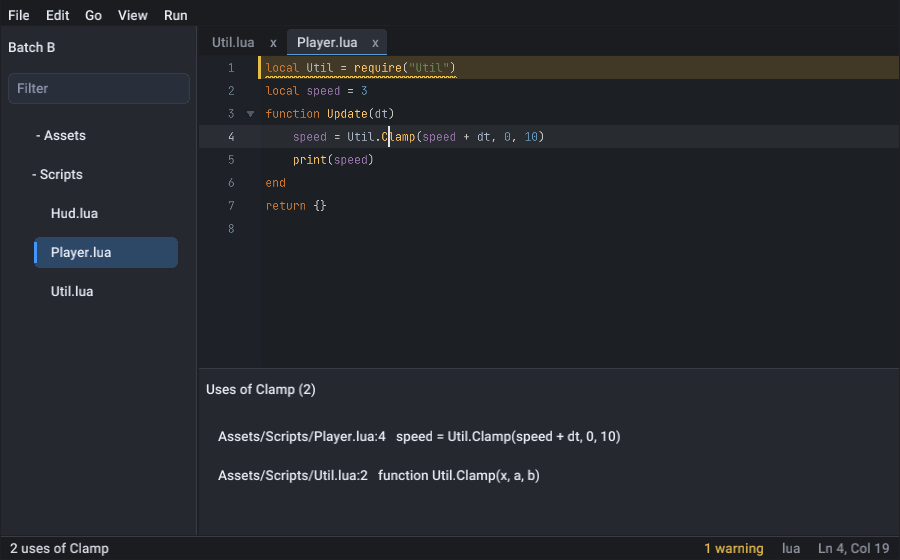 File Edit Go View Run
Batch B
Filter
- Assets
- Scripts
Hud.lua
Player.lua
Util.lua
Util.lua x Player.lua x
1 local Util = require("Util")
2 local speed = 3
3 function Update(dt)
4 speed = Util.Clamp(speed + dt, 0, 10)
5 print(speed)
6 end
7 return {}
8
Uses of Clamp (2)
Assets/Scripts/Player.lua:4 speed = Util.Clamp(speed + dt, 0, 10)
Assets/Scripts/Util.lua:2 function Util.Clamp(x, a, b)
2 uses of Clamp 1 warning lua Ln 4, Col 19